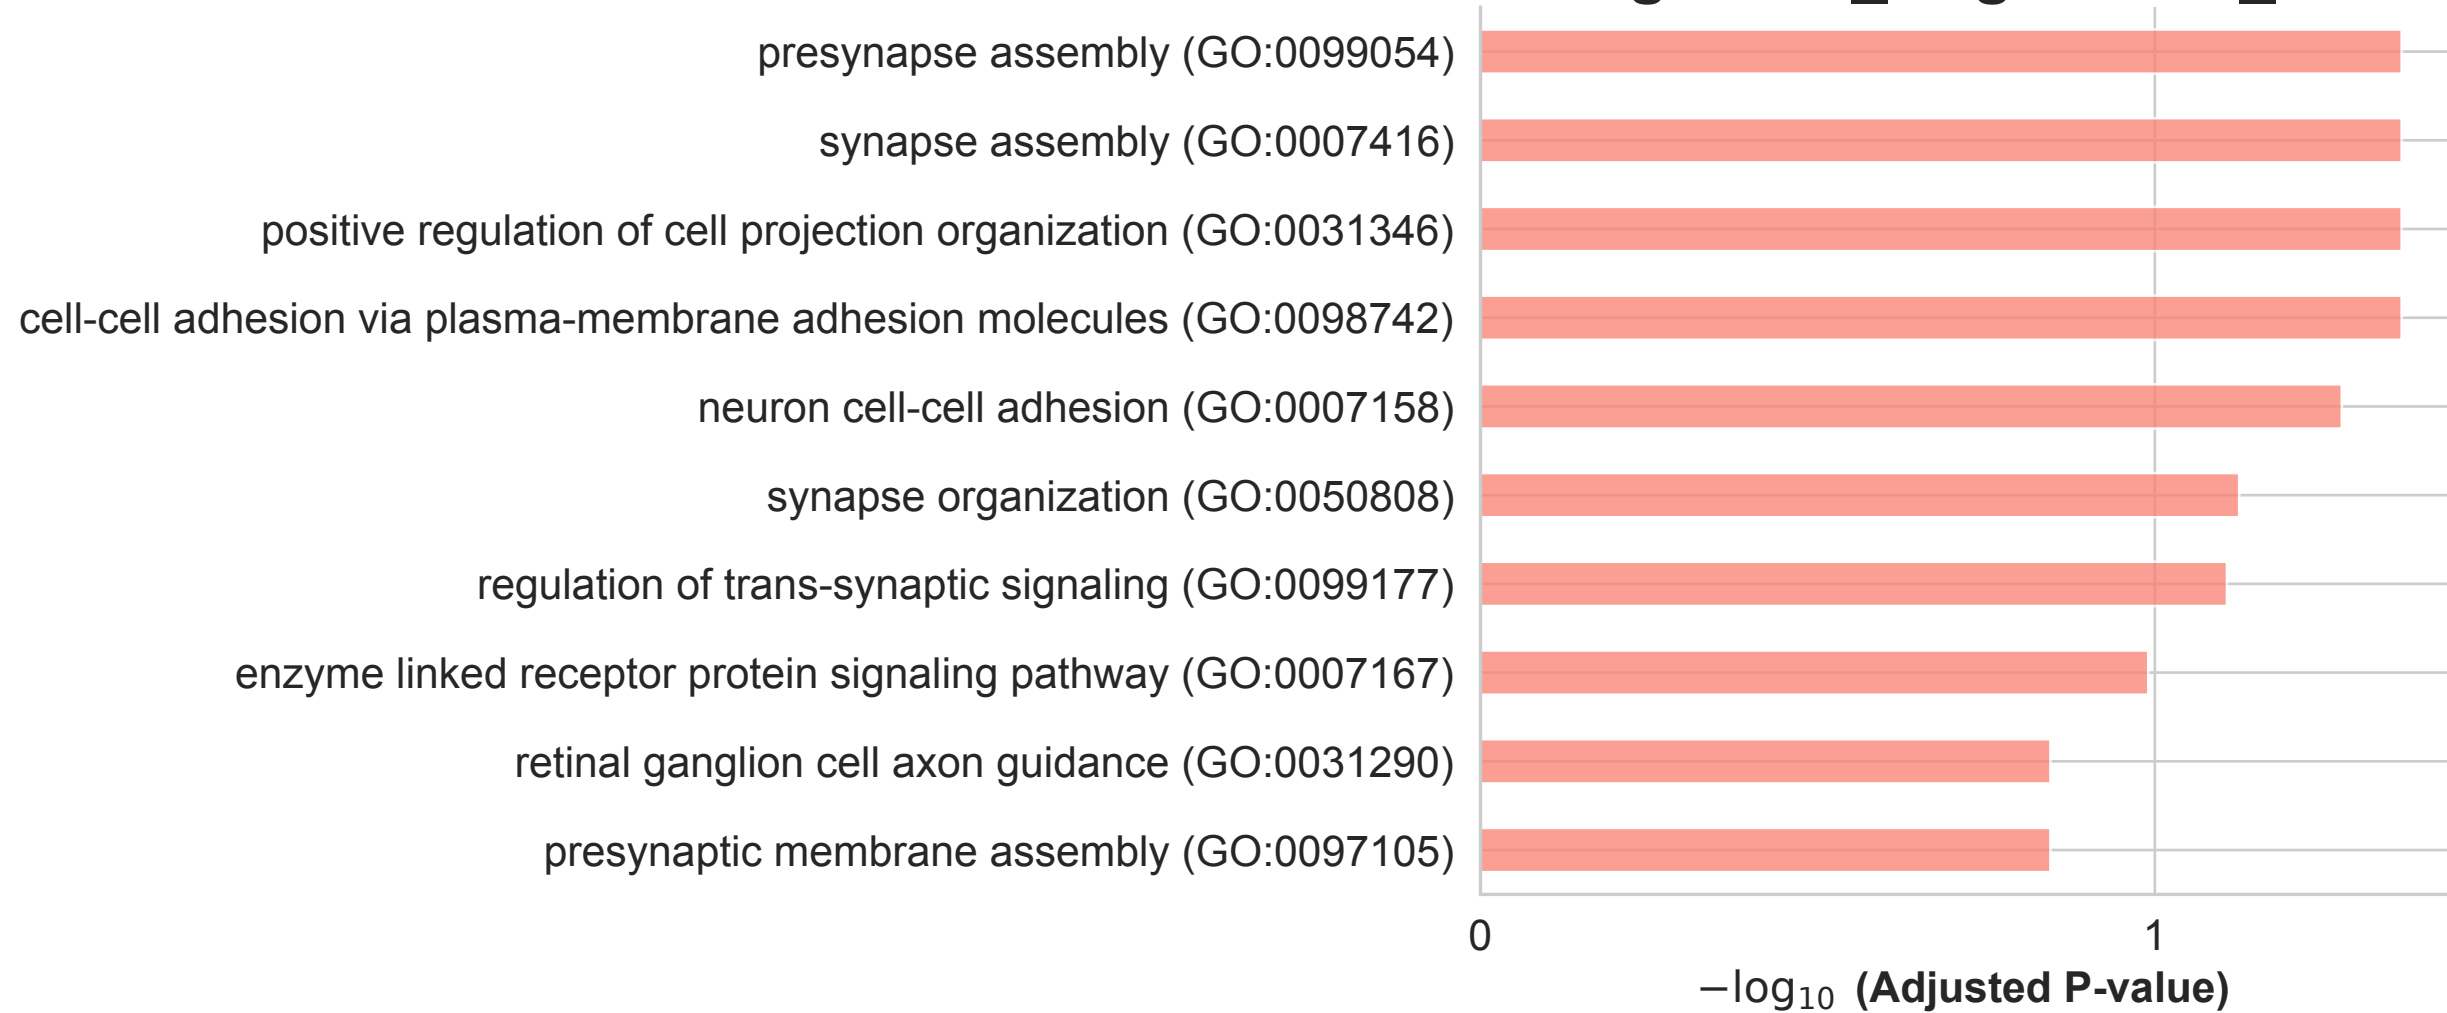 presynapse assembly (GO:0099054)
synapse assembly (GO:0007416)
positive regulation of cell projection organization (GO:0031346)
cell-cell adhesion via plasma-membrane adhesion molecules (GO:0098742)
neuron cell-cell adhesion (GO:0007158)
synapse organization (GO:0050808)
regulation of trans-synaptic signaling (GO:0099177)
enzyme linked receptor protein signaling pathway (GO:0007167)
retinal ganglion cell axon guidance (GO:0031290)
presynaptic membrane assembly (GO:0097105)
0 1
−log₁₀ (Adjusted P-value)